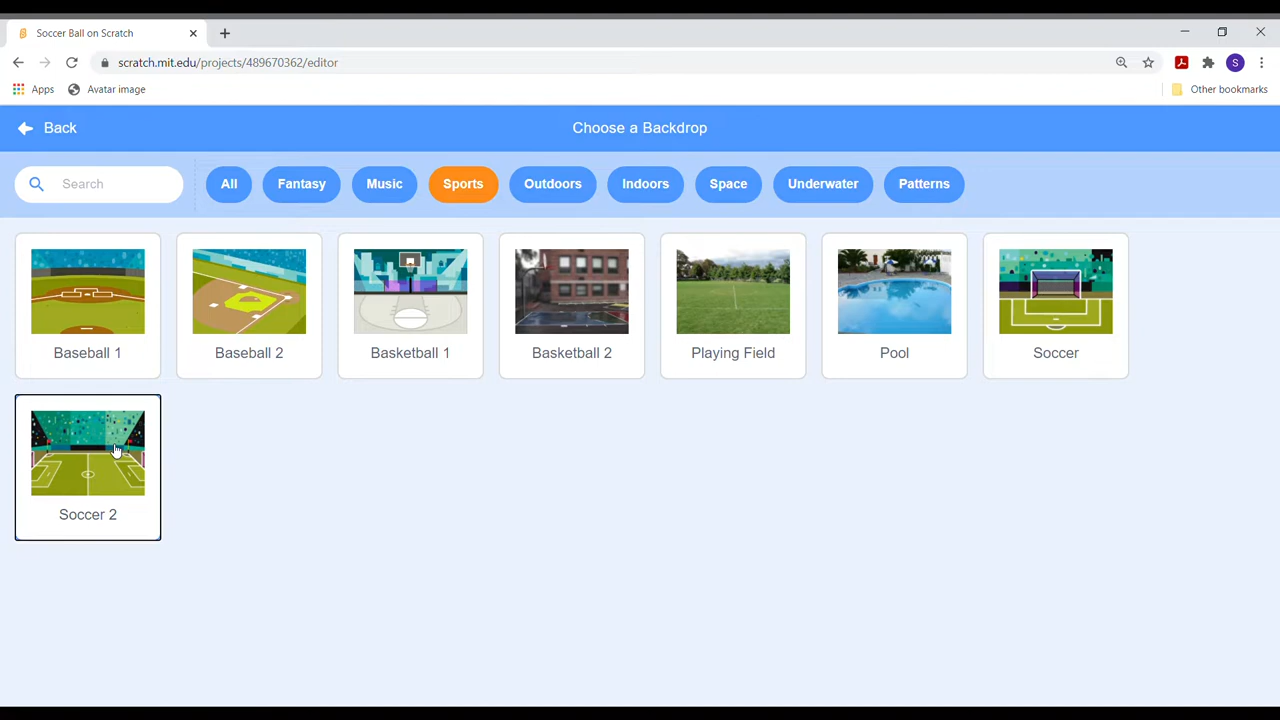 Soccer Ball on Scratch
scratch.mit.edu/projects/489670362/editor
S
Apps
Avatar image
Other bookmarks
Back
Choose a Backdrop
Search
All
Fantasy
Music
Sports
Outdoors
Indoors
Space
Underwater
Patterns
Baseball 1
Baseball 2
Basketball 1
Basketball 2
Playing Field
Pool
Soccer
Soccer 2